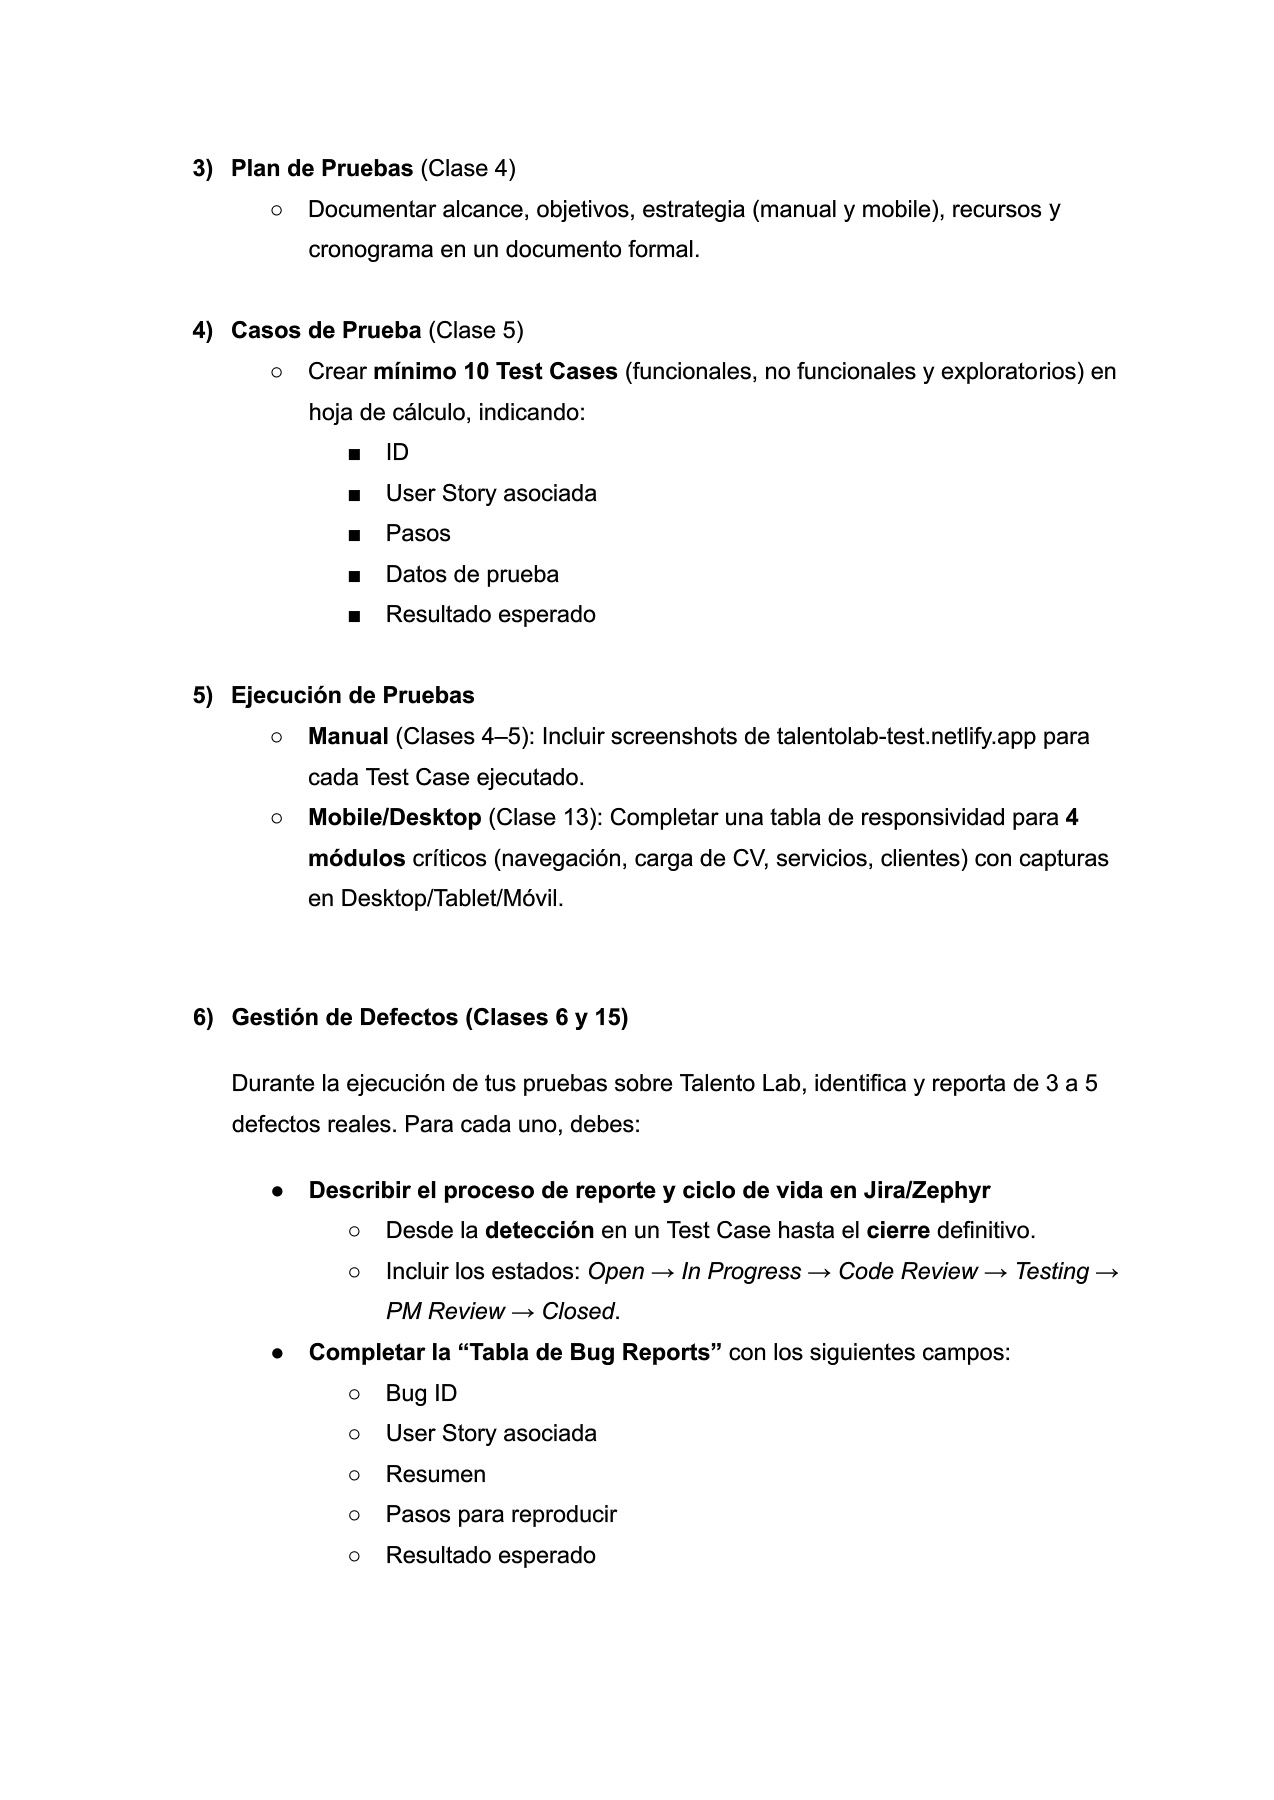 3) Plan de Pruebas (Clase 4)
○ Documentar alcance, objetivos, estrategia (manual y mobile), recursos y
cronograma en un documento formal.
4) Casos de Prueba (Clase 5)
○ Crear mínimo 10 Test Cases (funcionales, no funcionales y exploratorios) en
hoja de cálculo, indicando:
■ ID
■ User Story asociada
■ Pasos
■ Datos de prueba
■ Resultado esperado
5) Ejecución de Pruebas
○ Manual (Clases 4–5): Incluir screenshots de talentolab-test.netlify.app para
cada Test Case ejecutado.
○ Mobile/Desktop (Clase 13): Completar una tabla de responsividad para 4
módulos críticos (navegación, carga de CV, servicios, clientes) con capturas
en Desktop/Tablet/Móvil.
6) Gestión de Defectos (Clases 6 y 15)
Durante la ejecución de tus pruebas sobre Talento Lab, identifica y reporta de 3 a 5
defectos reales. Para cada uno, debes:
● Describir el proceso de reporte y ciclo de vida en Jira/Zephyr
○ Desde la detección en un Test Case hasta el cierre definitivo.
○ Incluir los estados: Open → In Progress → Code Review → Testing →
PM Review → Closed.
● Completar la “Tabla de Bug Reports” con los siguientes campos:
○ Bug ID
○ User Story asociada
○ Resumen
○ Pasos para reproducir
○ Resultado esperado